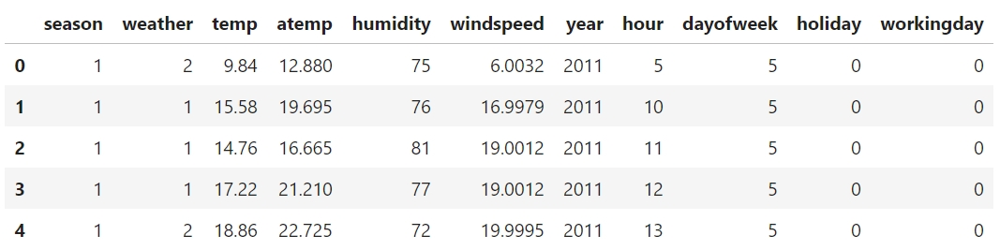 season weather temp atemp humidity windspeed year hour dayofweek holiday workingday
0 1 2 9.84 12.880 75 6.0032 2011 5 5 0 0
1 1 1 15.58 19.695 76 16.9979 2011 10 5 0 0
2 1 1 14.76 16.665 81 19.0012 2011 11 5 0 0
3 1 1 17.22 21.210 77 19.0012 2011 12 5 0 0
4 1 2 18.86 22.725 72 19.9995 2011 13 5 0 0